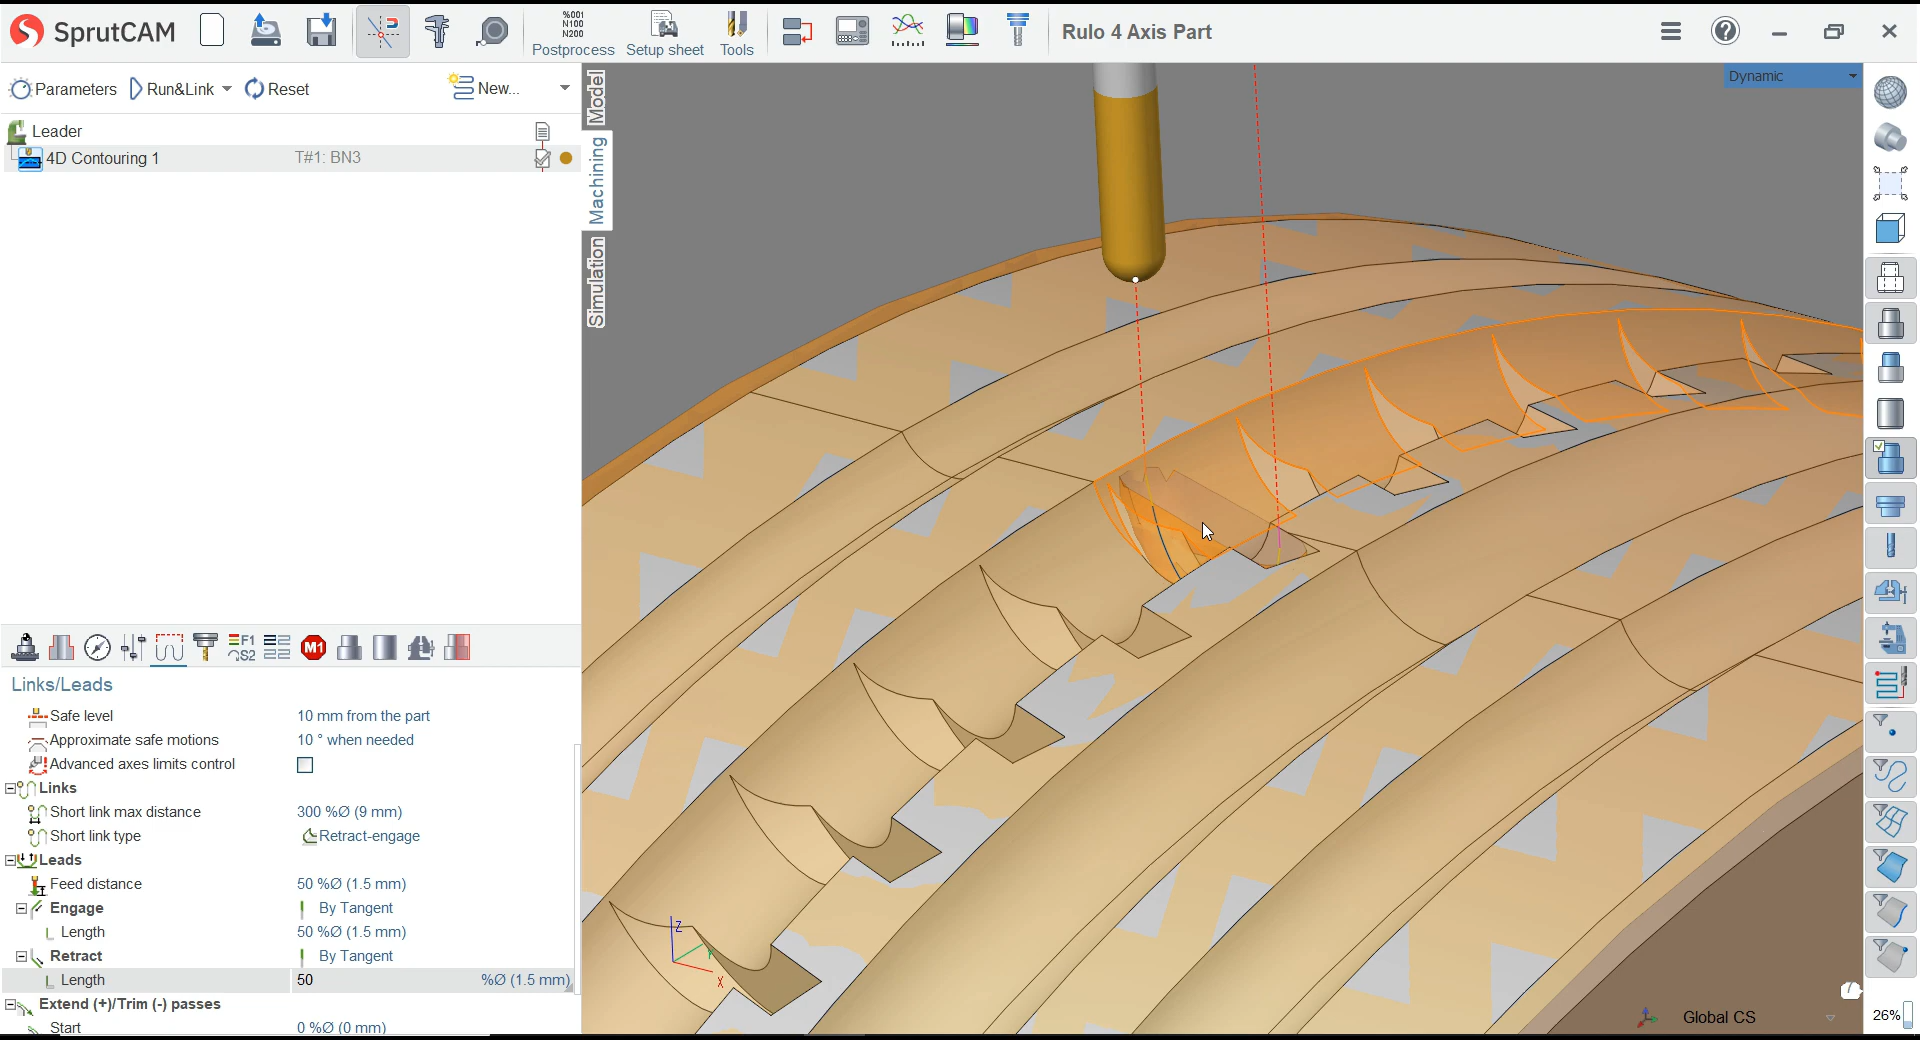 SprutCAM
%001
N100
N200
Postprocess
Setup sheet
Tools
Rulo 4 Axis Part
Parameters
Run&Link
Reset
New...
Leader
4D Contouring 1
T#1: BN3
Model
Machining
Simulation
Dynamic
F1
S2
M1
Links/Leads
Safe level
10 mm from the part
Approximate safe motions
10 ° when needed
Advanced axes limits control
Links
Short link max distance
300 %Ø (9 mm)
Short link type
Retract-engage
Leads
Feed distance
50 %Ø (1.5 mm)
Engage
By Tangent
Length
50 %Ø (1.5 mm)
Retract
By Tangent
Length
50
%Ø (1.5 mm)
Extend (+)/Trim (-) passes
Start
0 %Ø (0 mm)
Z
Y
X
Global CS
26%